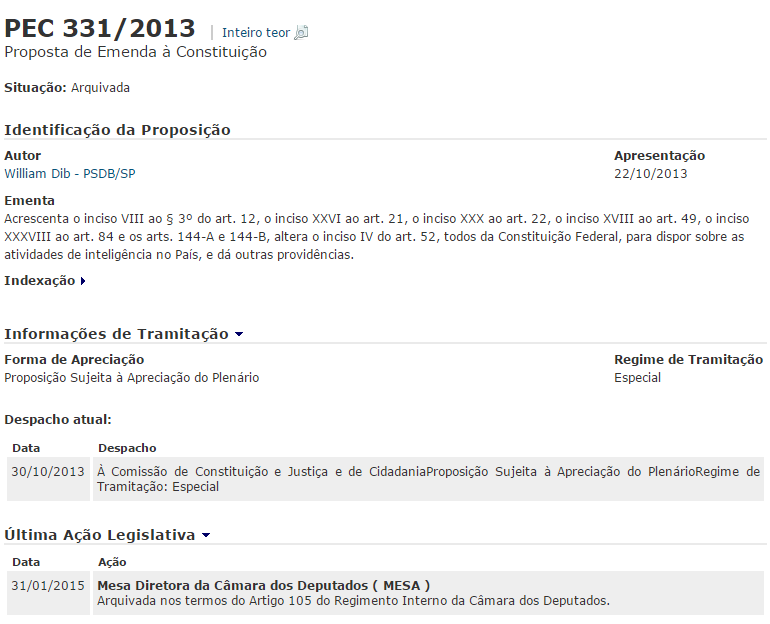 PEC 331/2013 | Inteiro teor
Proposta de Emenda à Constituição
Situação: Arquivada
Identificação da Proposição
Autor
William Dib - PSDB/SP
Apresentação
22/10/2013
Ementa
Acrescenta o inciso VIII ao § 3º do art. 12, o inciso XXVI ao art. 21, o inciso XXX ao art. 22, o inciso XVIII ao art. 49, o inciso
XXXVIII ao art. 84 e os arts. 144-A e 144-B, altera o inciso IV do art. 52, todos da Constituição Federal, para dispor sobre as
atividades de inteligência no País, e dá outras providências.
Indexação
Informações de Tramitação
Forma de Apreciação
Proposição Sujeita à Apreciação do Plenário
Regime de Tramitação
Especial
Despacho atual:
Data Despacho
30/10/2013 À Comissão de Constituição e Justiça e de CidadaniaProposição Sujeita à Apreciação do PlenárioRegime de
Tramitação: Especial
Última Ação Legislativa
Data Ação
31/01/2015 Mesa Diretora da Câmara dos Deputados ( MESA )
Arquivada nos termos do Artigo 105 do Regimento Interno da Câmara dos Deputados.